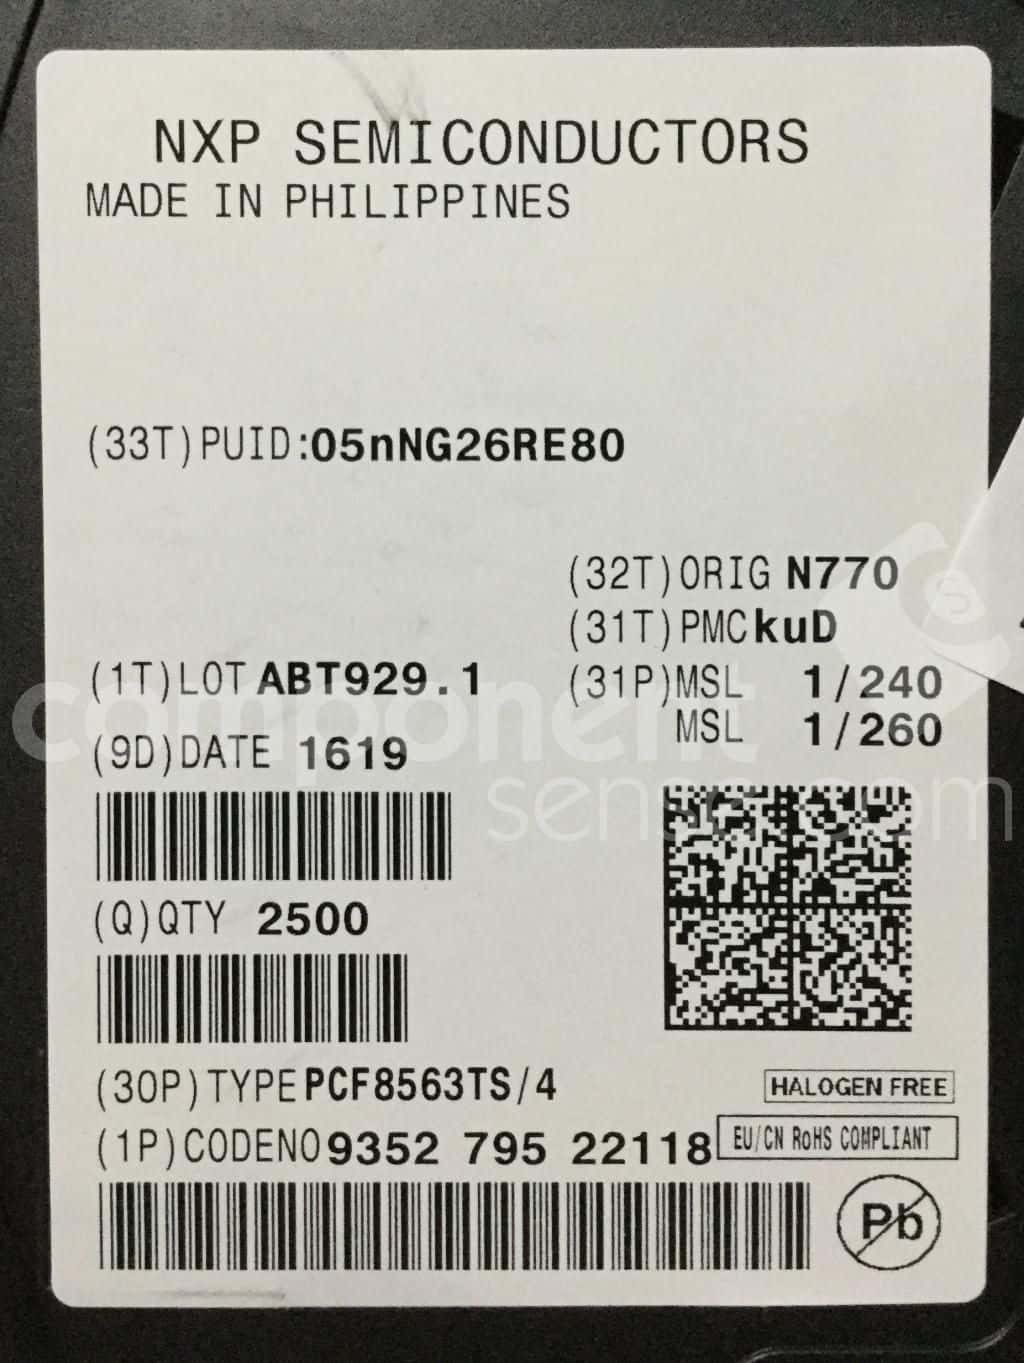 NXP SEMICONDUCTORS
MADE IN PHILIPPINES
(33T)PUID:05nNG26RE80
(32T)ORIG N770
(31T)PMC kuD
(1T)LOT ABT929.1
(31P)MSL 1/240
MSL 1/260
(9D)DATE 1619
(Q)QTY 2500
(30P)TYPE PCF8563TS/4
HALOGEN FREE
(1P)CODENO 9352 795 22118
EU/CN RoHS COMPLIANT
Pb
component
sense.com